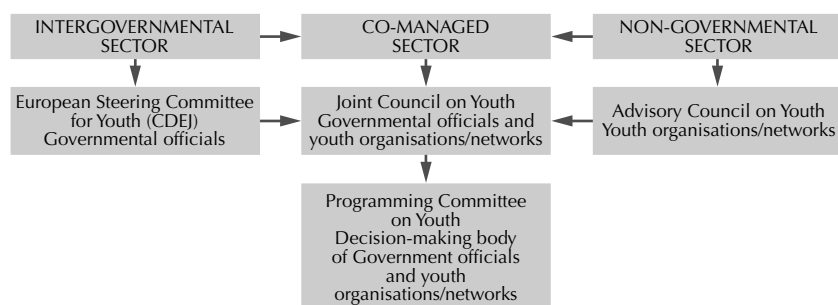 INTERGOVERNMENTAL
SECTOR
CO-MANAGED
SECTOR
NON-GOVERNMENTAL
SECTOR
European Steering Committee
for Youth (CDEJ)
Governmental officials
Joint Council on Youth
Governmental officials and
youth organisations/networks
Advisory Council on Youth
Youth organisations/networks
Programming Committee
on Youth
Decision-making body
of Government officials
and youth
organisations/networks